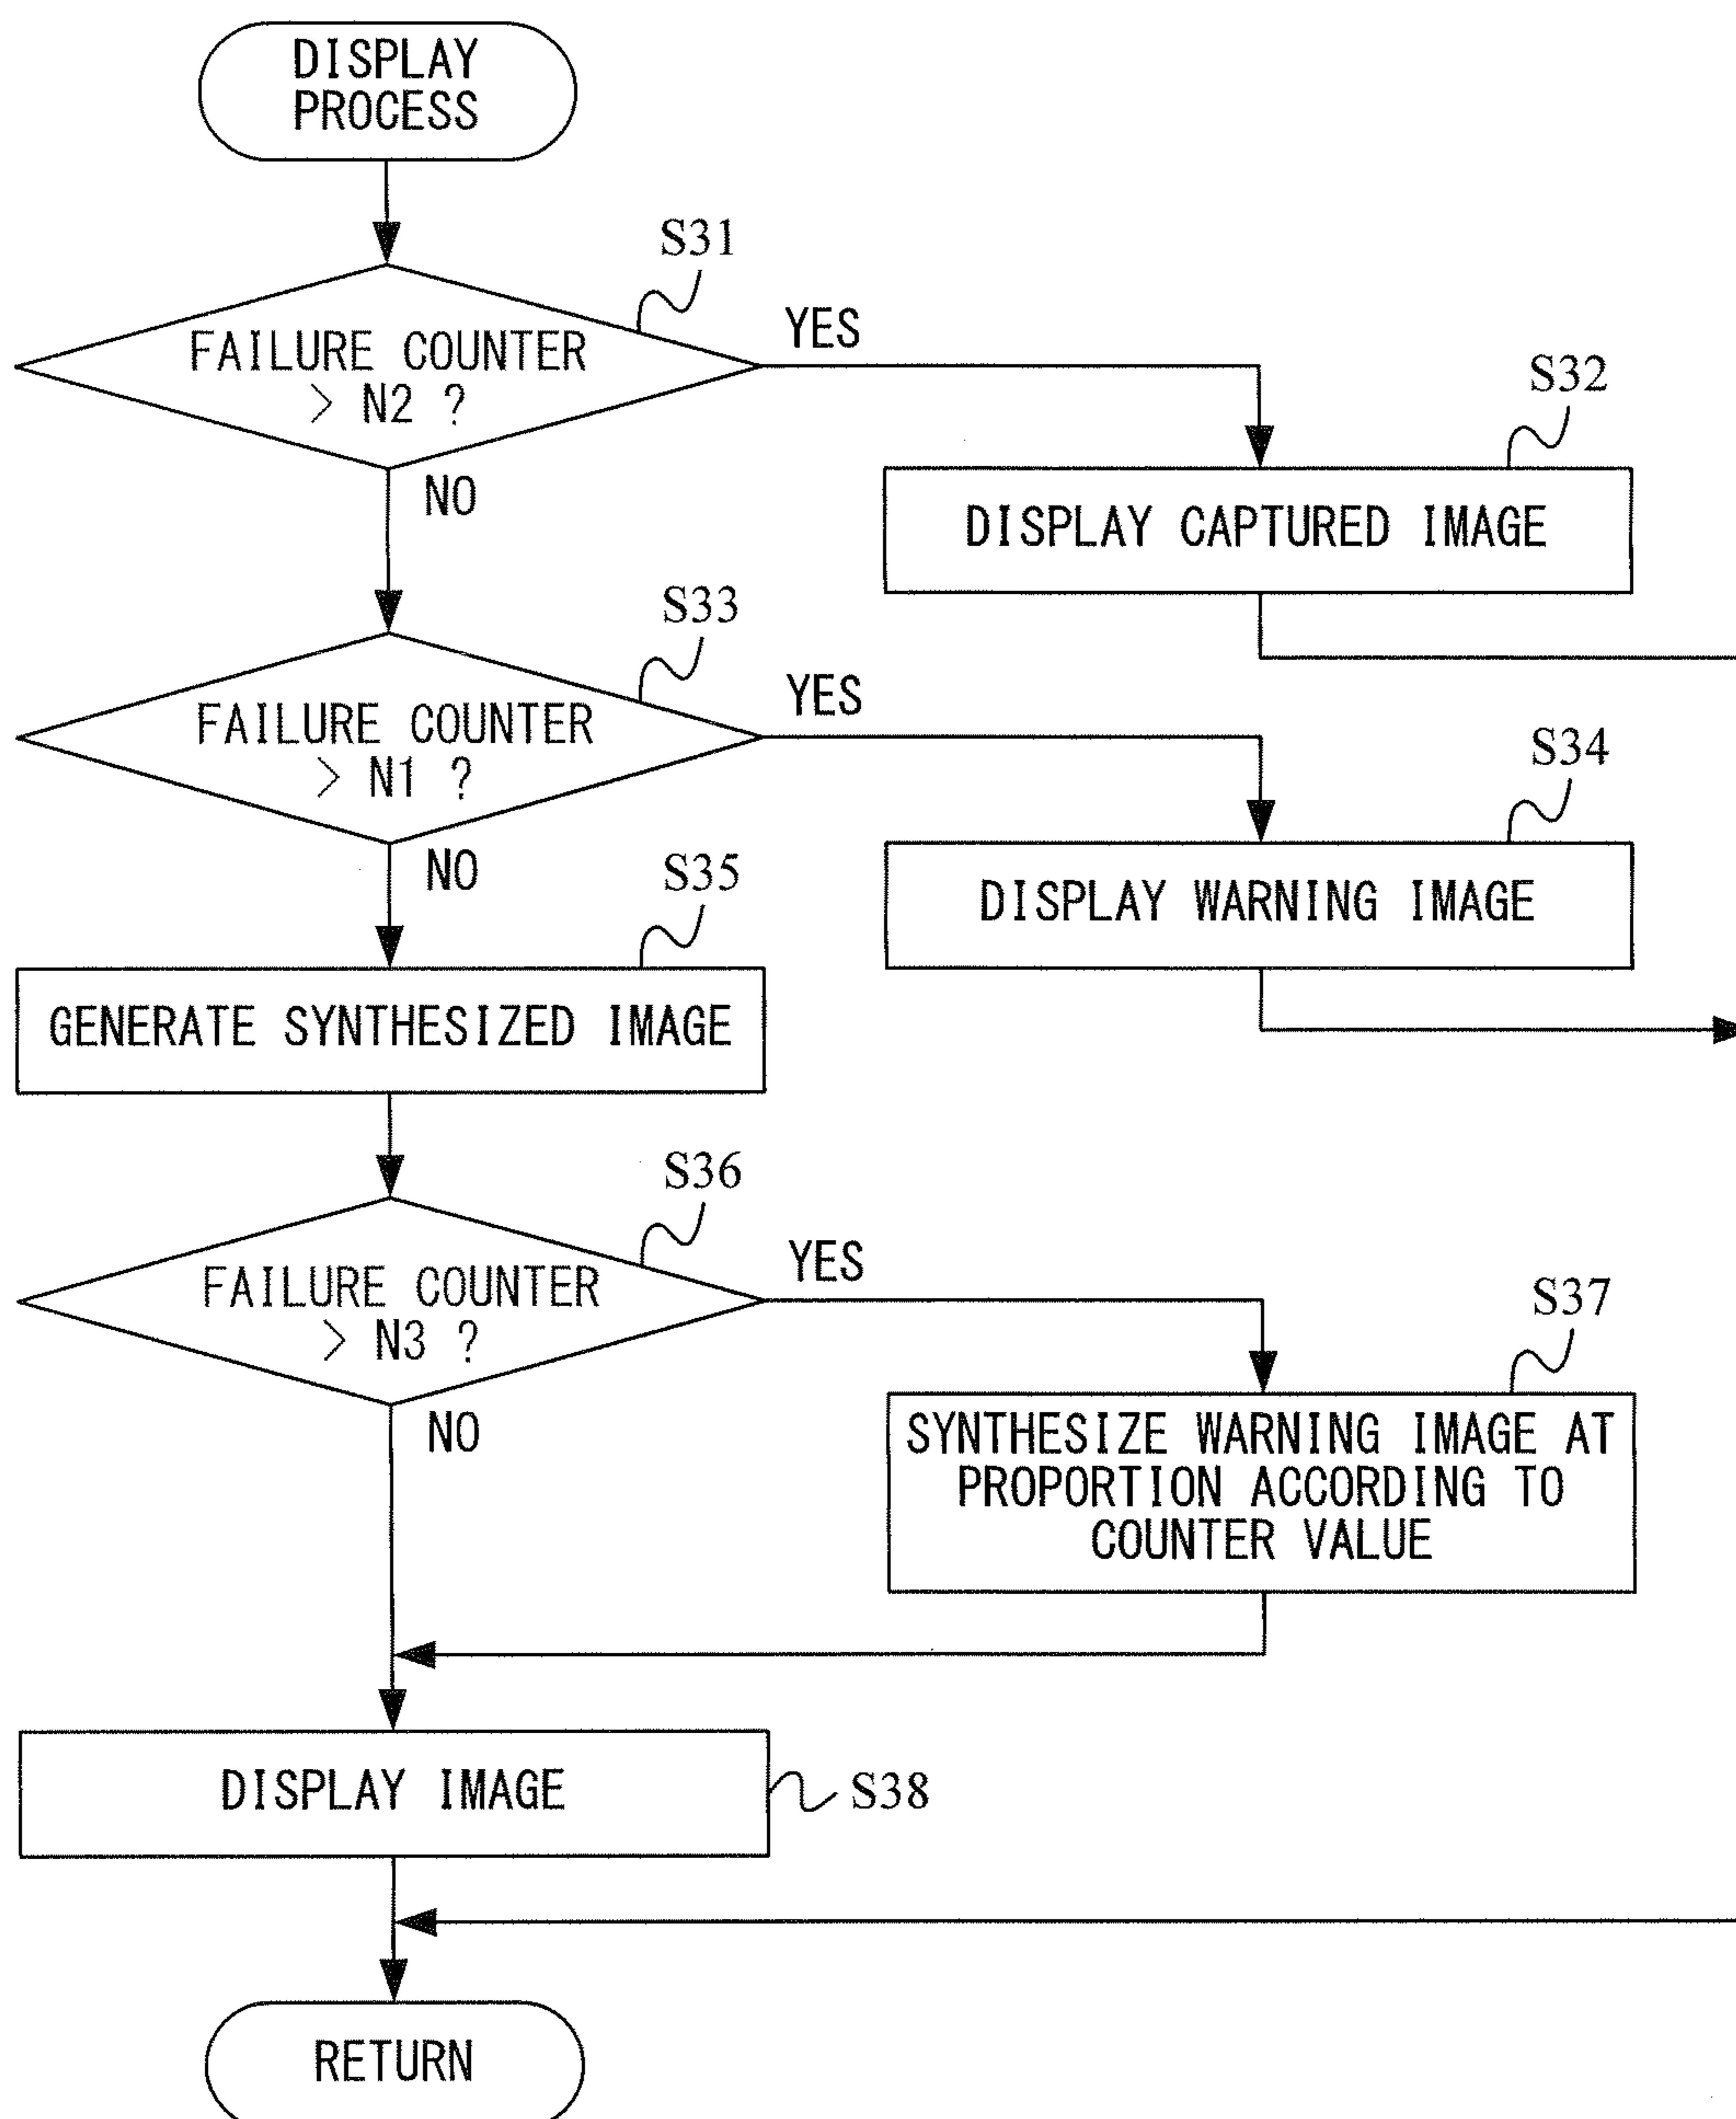 DISPLAY
PROCESS
S31
FAILURE COUNTER
> N2 ?
YES
NO
S32
DISPLAY CAPTURED IMAGE
S33
FAILURE COUNTER
> N1 ?
YES
NO
S34
DISPLAY WARNING IMAGE
S35
GENERATE SYNTHESIZED IMAGE
S36
FAILURE COUNTER
> N3 ?
YES
NO
S37
SYNTHESIZE WARNING IMAGE AT
PROPORTION ACCORDING TO
COUNTER VALUE
DISPLAY IMAGE
S38
RETURN